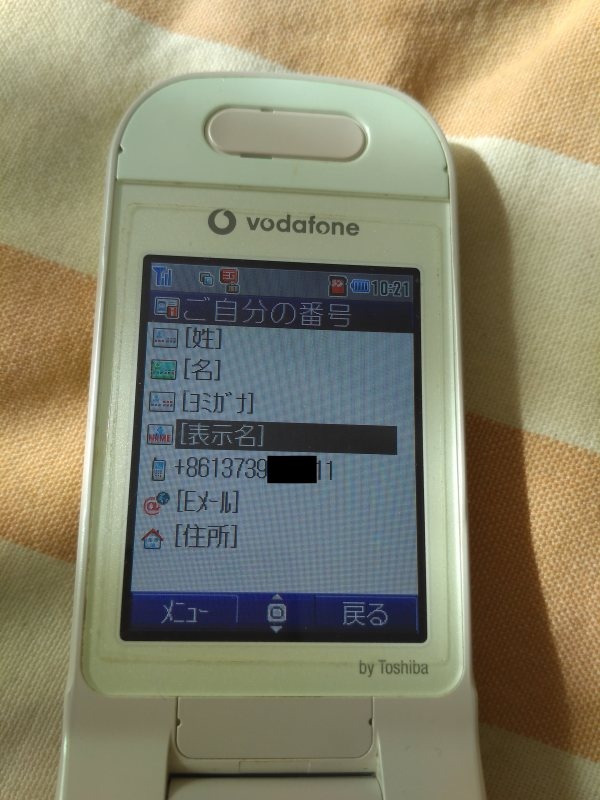 vodafone
3G
10:21
ご自分の番号
[姓]
[名]
[ﾖﾐｶﾞﾅ]
NAME [表示名]
+8613739 11
@ [Eﾒｰﾙ]
[住所]
ﾒﾆｭｰ 戻る
by Toshiba